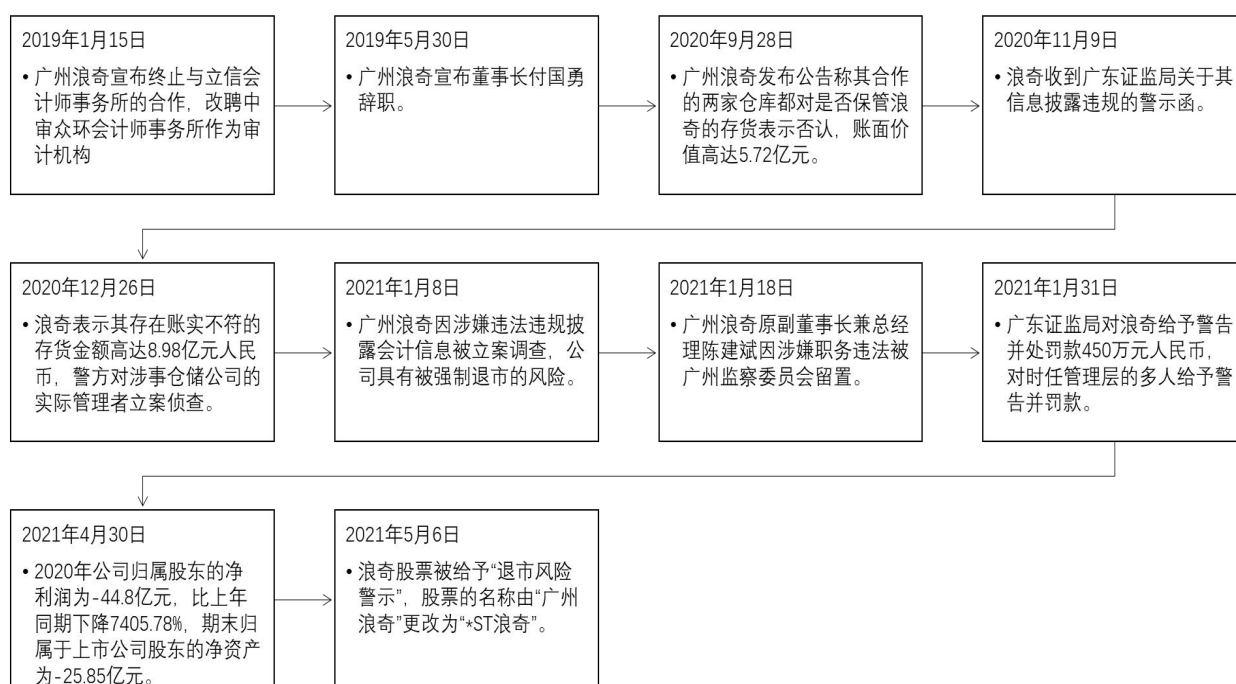 2019年1月15日
• 广州浪奇宣布终止与立信会
计师事务所的合作，改聘中
审众环会计师事务所作为审
计机构
2019年5月30日
• 广州浪奇宣布董事长付国勇
辞职。
2020年9月28日
• 广州浪奇发布公告称其合作
的两家仓库都对是否保管浪
奇的存货表示否认，账面价
值高达5.72亿元。
2020年11月9日
• 浪奇收到广东证监局关于其
信息披露违规的警示函。
2020年12月26日
• 浪奇表示其存在账实不符的
存货金额高达8.98亿元人民
币，警方对涉事仓储公司的
实际管理者立案侦查。
2021年1月8日
• 广州浪奇因涉嫌违法违规披
露会计信息被立案调查，公
司具有被强制退市的风险。
2021年1月18日
• 广州浪奇原副董事长兼总经
理陈建斌因涉嫌职务违法被
广州监察委员会留置。
2021年1月31日
• 广东证监局对浪奇给予警告
并处罚款450万元人民币，
对时任管理层的多人给予警
告并罚款。
2021年4月30日
• 2020年公司归属股东的净
利润为-44.8亿元，比上年
同期下降7405.78%，期末归
属于上市公司股东的净资产
为-25.85亿元。
2021年5月6日
• 浪奇股票被给予“退市风险
警示”，股票的名称由“广州
浪奇”更改为“*ST浪奇”。